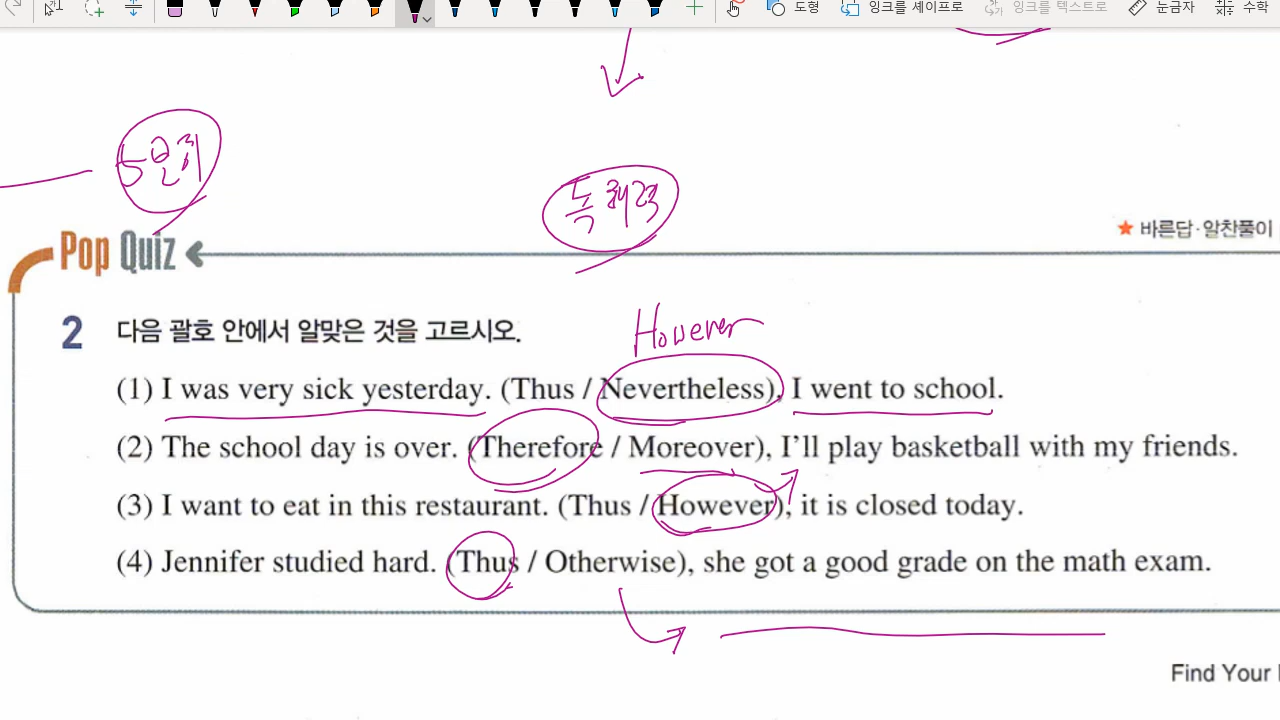 도형 잉크를 셰이프로 잉크를 텍스트로 눈금자 수학
독해력
Pop Quiz
★ 바른답·알찬풀이
2 다음 괄호 안에서 알맞은 것을 고르시오.
However
(1) I was very sick yesterday. (Thus / Nevertheless), I went to school.
(2) The school day is over. (Therefore / Moreover), I'll play basketball with my friends.
(3) I want to eat in this restaurant. (Thus / However), it is closed today.
(4) Jennifer studied hard. (Thus / Otherwise), she got a good grade on the math exam.
Find Your